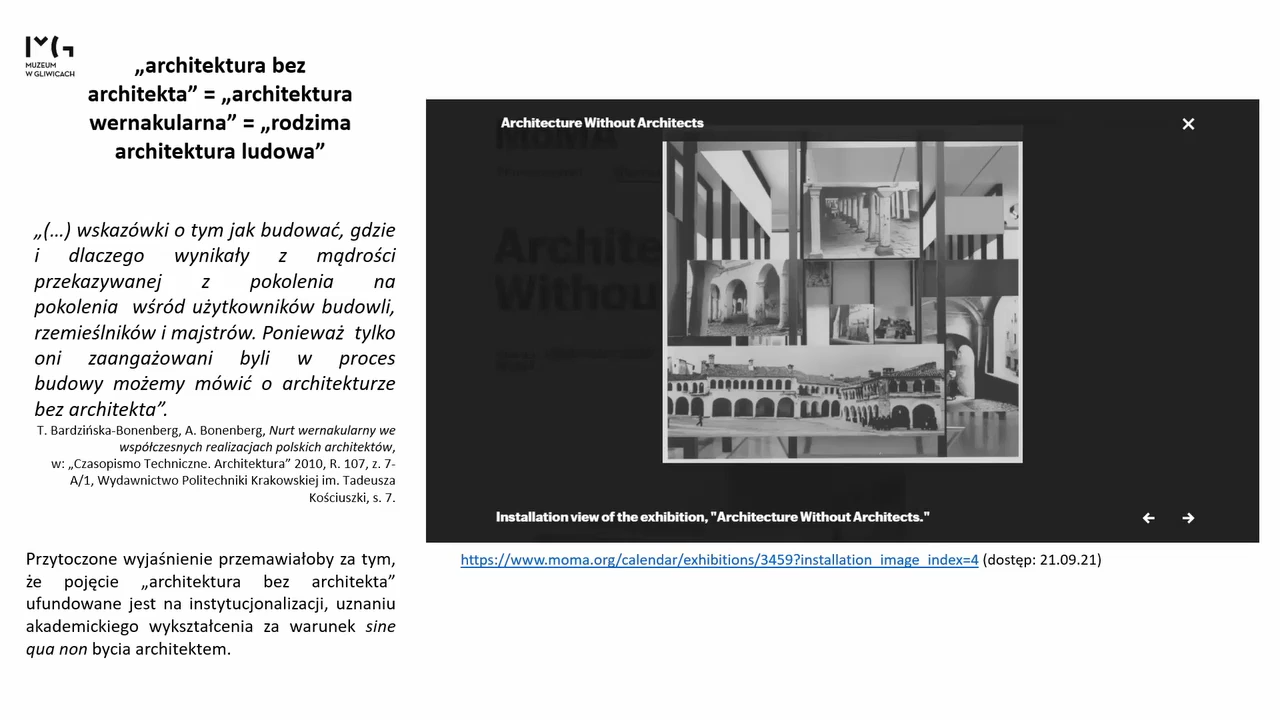 MUZEUM
W GLIWICACH
„architektura bez
architekta” = „architektura
wernakularna” = „rodzima
architektura ludowa”
„(...) wskazówki o tym jak budować, gdzie
i dlaczego wynikały z mądrości
przekazywanej z pokolenia na
pokolenia wśród użytkowników budowli,
rzemieślników i majstrów. Ponieważ tylko
oni zaangażowani byli w proces
budowy możemy mówić o architekturze
bez architekta”.
T. Bardzińska-Bonenberg, A. Bonenberg, Nurt wernakularny we
współczesnych realizacjach polskich architektów,
w: „Czasopismo Techniczne. Architektura” 2010, R. 107, z. 7-
A/1, Wydawnictwo Politechniki Krakowskiej im. Tadeusza
Kościuszki, s. 7.
Przytoczone wyjaśnienie przemawiałoby za tym,
że pojęcie „architektura bez architekta”
ufundowane jest na instytucjonalizacji, uznaniu
akademickiego wykształcenia za warunek sine
qua non bycia architektem.
Architecture Without Architects
MoMA
Archite
Withou
Installation view of the exhibition, "Architecture Without Architects."
https://www.moma.org/calendar/exhibitions/3459?installation_image_index=4 (dostęp: 21.09.21)